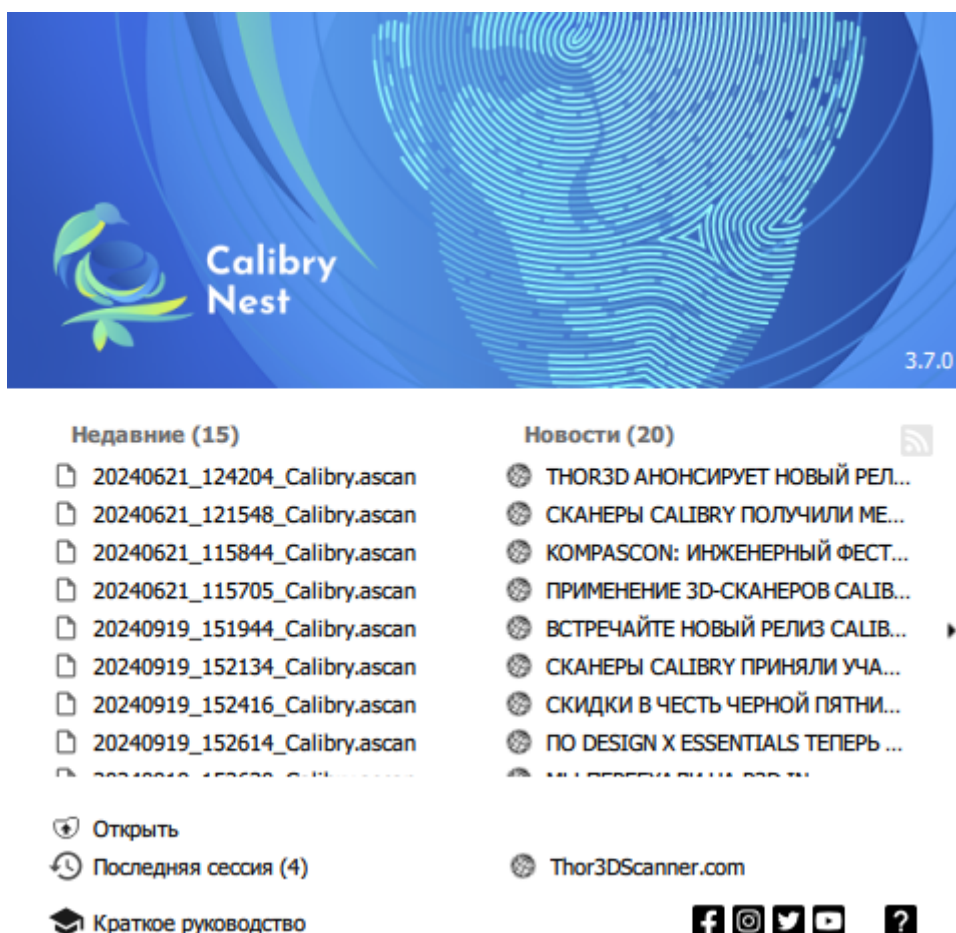 Calibry
Nest
3.7.0
Недавние (15)
20240621_124204_Calibry.ascan
20240621_121548_Calibry.ascan
20240621_115844_Calibry.ascan
20240621_115705_Calibry.ascan
20240919_151944_Calibry.ascan
20240919_152134_Calibry.ascan
20240919_152416_Calibry.ascan
20240919_152614_Calibry.ascan
Новости (20)
THOR3D АНОНСИРУЕТ НОВЫЙ РЕЛ...
СКАНЕРЫ CALIBRY ПОЛУЧИЛИ МЕ...
KOMPASCON: ИНЖЕНЕРНЫЙ ФЕСТ...
ПРИМЕНЕНИЕ 3D-СКАНЕРОВ CALIB...
ВСТРЕЧАЙТЕ НОВЫЙ РЕЛИЗ CALIB...
СКАНЕРЫ CALIBRY ПРИНЯЛИ УЧА...
СКИДКИ В ЧЕСТЬ ЧЕРНОЙ ПЯТНИ...
ПО DESIGN X ESSENTIALS ТЕПЕРЬ ...
Открыть
Последняя сессия (4)
Краткое руководство
Thor3DScanner.com